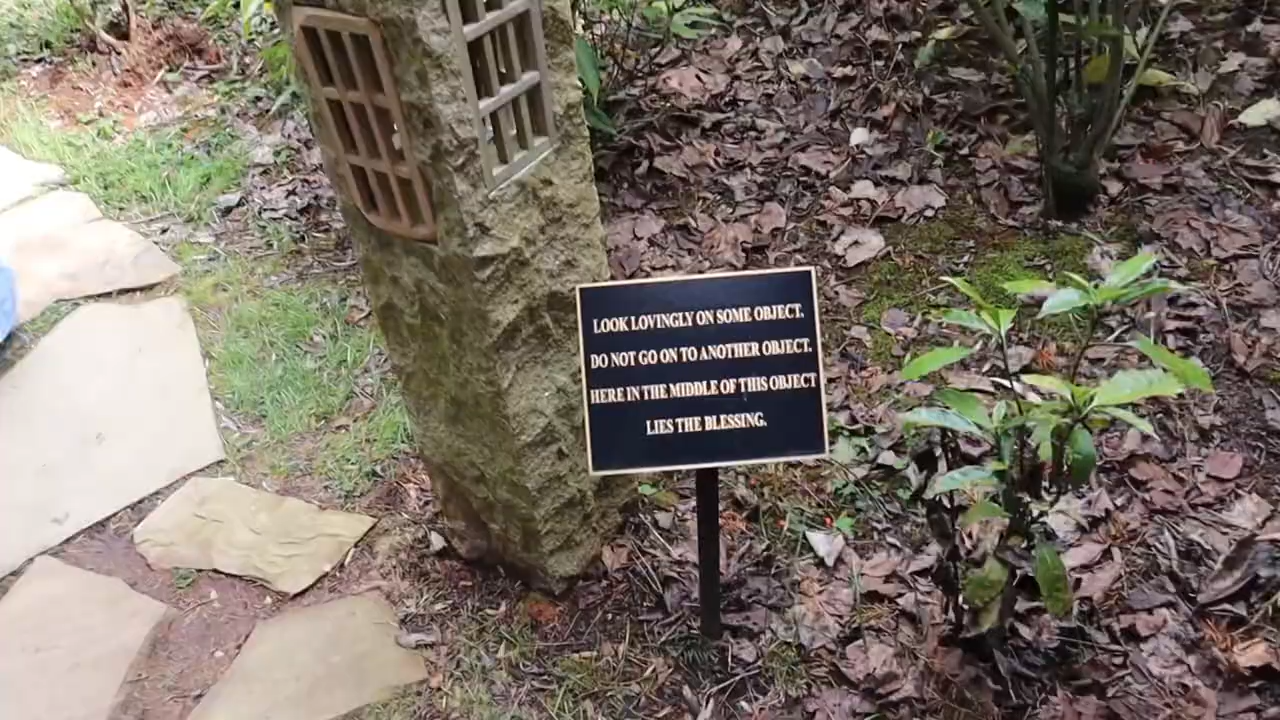 LOOK LOVINGLY ON SOME OBJECT.
DO NOT GO ON TO ANOTHER OBJECT.
HERE IN THE MIDDLE OF THIS OBJECT
LIES THE BLESSING.